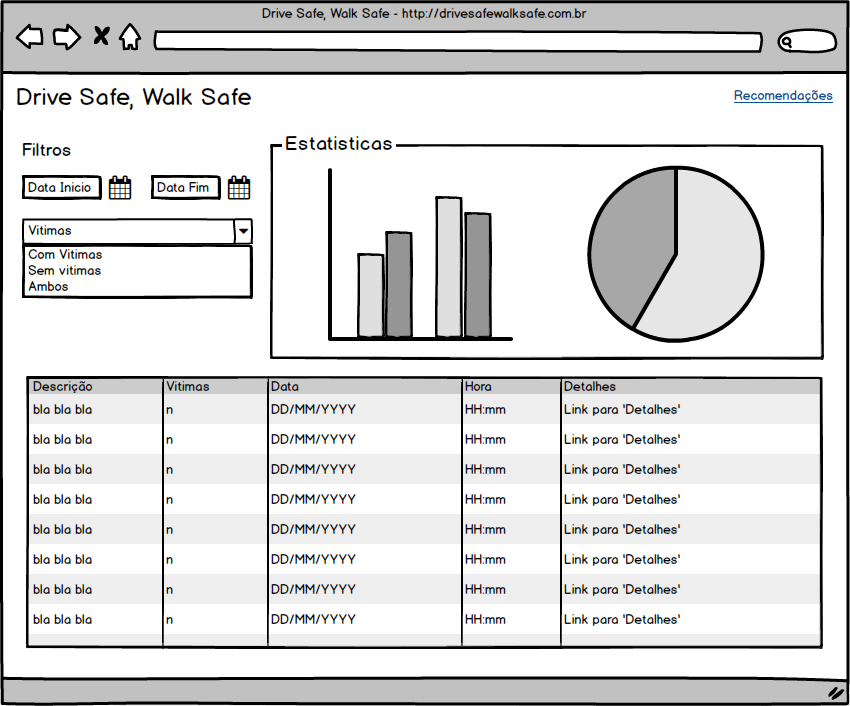 Drive Safe, Walk Safe - http://drivesafewalksafe.com.br
Drive Safe, Walk Safe
Recomendações
Filtros
Data Inicio
Data Fim
Vitimas
Com Vitimas
Sem vitimas
Ambos
Estatisticas
Descrição Vitimas Data Hora Detalhes
bla bla bla n DD/MM/YYYY HH:mm Link para 'Detalhes'
bla bla bla n DD/MM/YYYY HH:mm Link para 'Detalhes'
bla bla bla n DD/MM/YYYY HH:mm Link para 'Detalhes'
bla bla bla n DD/MM/YYYY HH:mm Link para 'Detalhes'
bla bla bla n DD/MM/YYYY HH:mm Link para 'Detalhes'
bla bla bla n DD/MM/YYYY HH:mm Link para 'Detalhes'
bla bla bla n DD/MM/YYYY HH:mm Link para 'Detalhes'
bla bla bla n DD/MM/YYYY HH:mm Link para 'Detalhes'